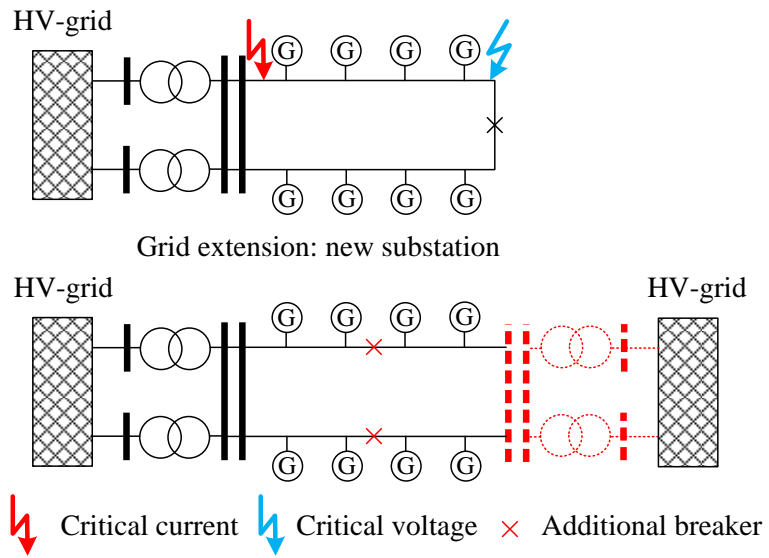 HV-grid
G G G G
G G G G
Grid extension: new substation
HV-grid HV-grid
G G G G
G G G G
Critical current Critical voltage Additional breaker